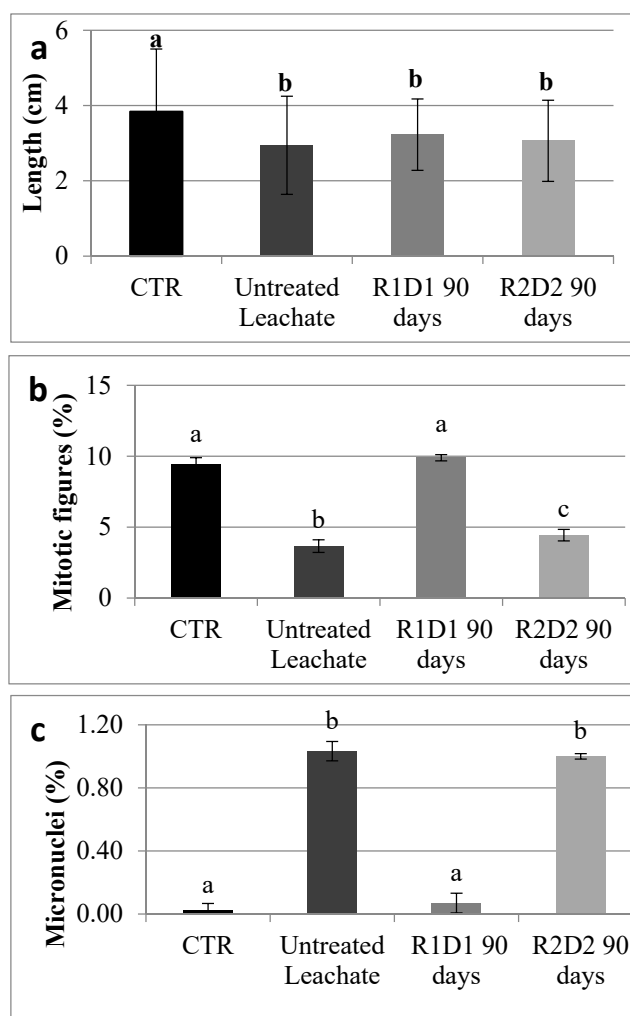 a
Length (cm)
6
4
2
0
a
b
b
b
CTR
Untreated
Leachate
R1D1 90
days
R2D2 90
days
b
Mitotic figures (%)
15
10
5
0
a
b
a
c
CTR
Untreated
Leachate
R1D1 90
days
R2D2 90
days
c
Micronuclei (%)
1.20
0.80
0.40
0.00
a
b
a
b
CTR
Untreated
Leachate
R1D1 90
days
R2D2 90
days